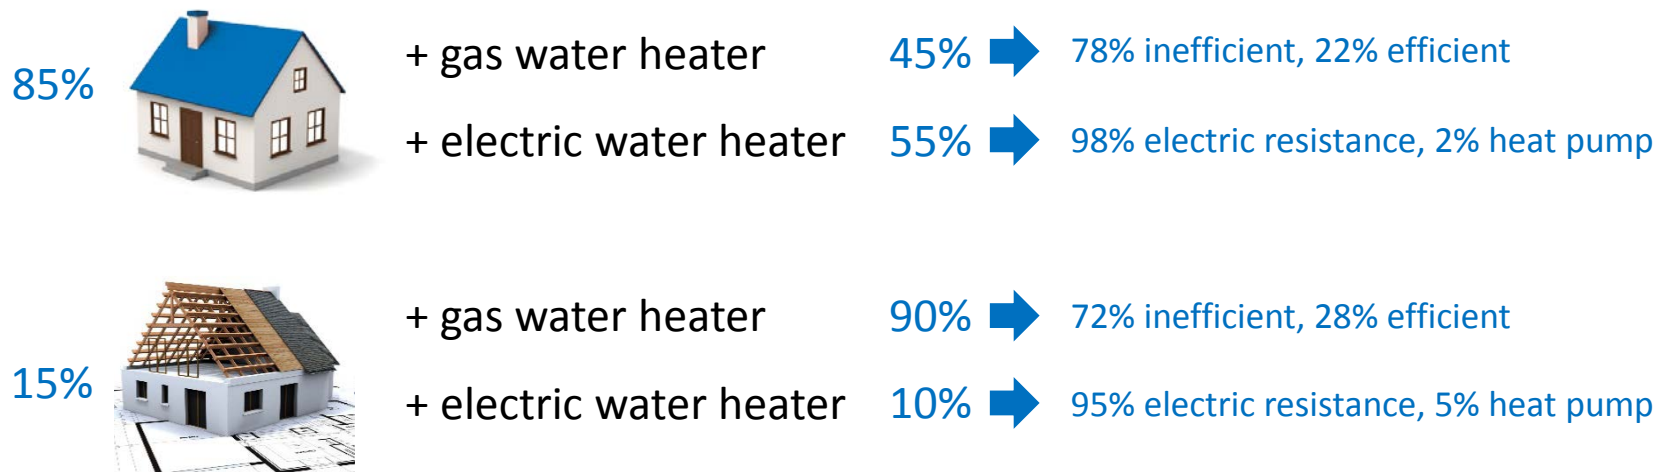 85%
+ gas water heater 45% 78% inefficient, 22% efficient
+ electric water heater 55% 98% electric resistance, 2% heat pump
15%
+ gas water heater 90% 72% inefficient, 28% efficient
+ electric water heater 10% 95% electric resistance, 5% heat pump